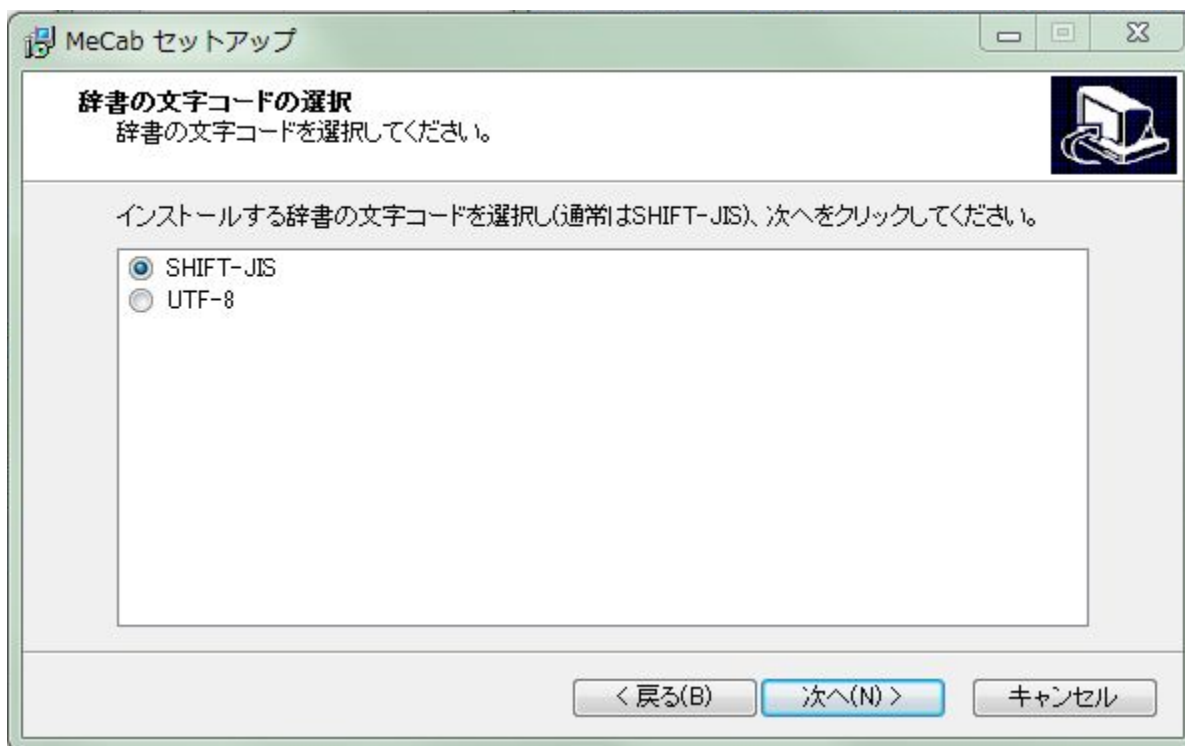 MeCab セットアップ
辞書の文字コードの選択
辞書の文字コードを選択してください。
インストールする辞書の文字コードを選択し(通常はSHIFT-JIS)、次へをクリックしてください。
SHIFT-JIS
UTF-8
< 戻る(B)
次へ(N) >
キャンセル